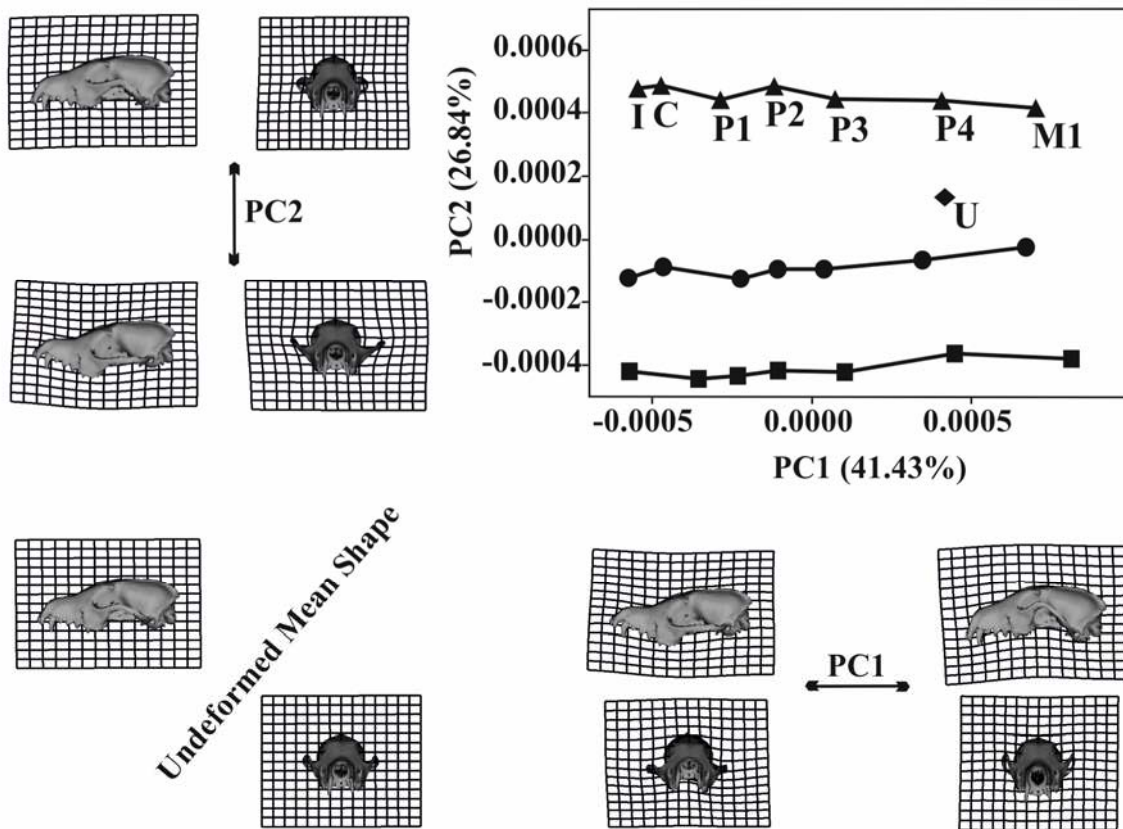 PC2
PC2 (26.84%)
0.0006
0.0004
0.0002
0.0000
-0.0002
-0.0004
I C P1 P2 P3 P4 M1
U
-0.0005 0.0000 0.0005
PC1 (41.43%)
Undeformed Mean Shape
PC1